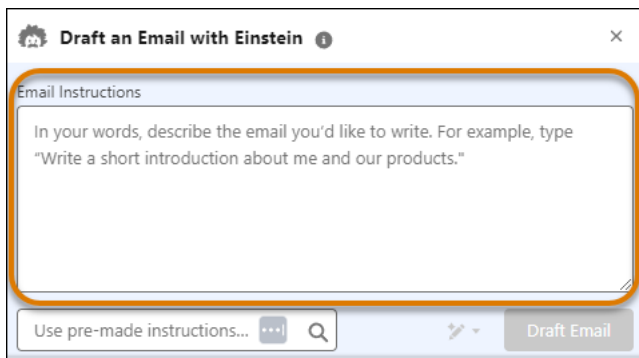 Draft an Email with Einstein
Email Instructions
In your words, describe the email you'd like to write. For example, type
“Write a short introduction about me and our products."
Use pre-made instructions...
Draft Email